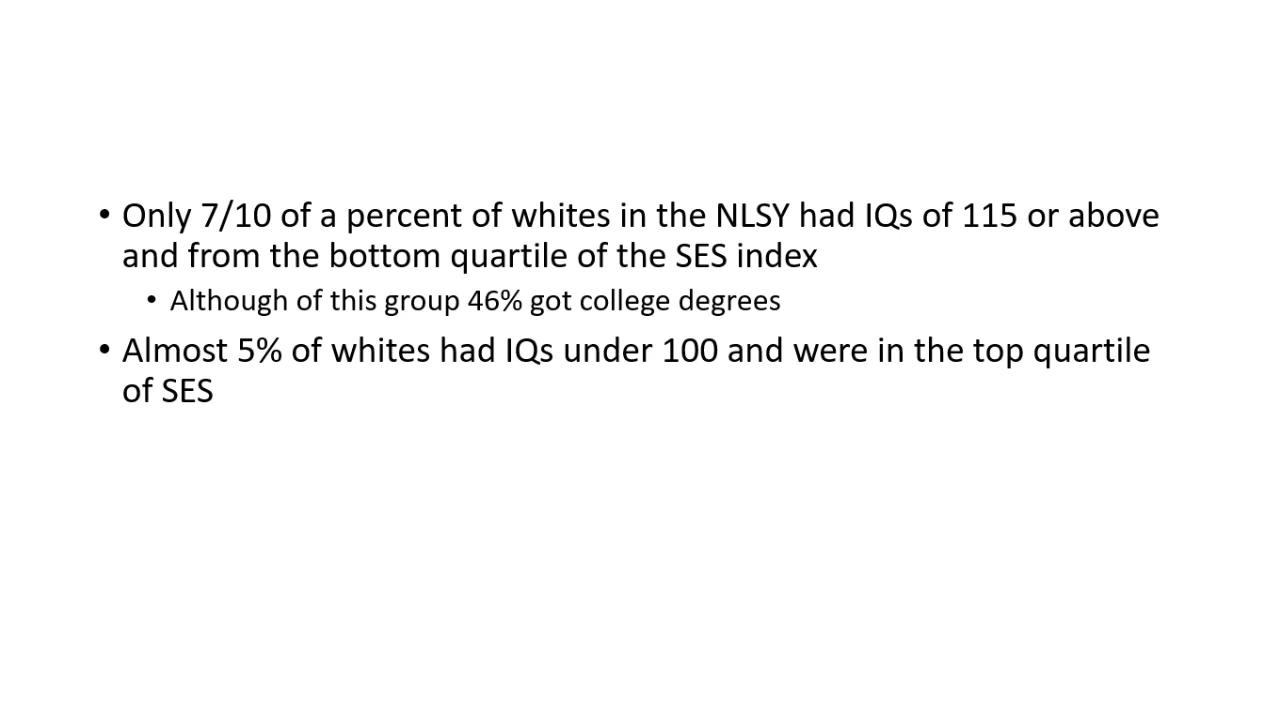 • Only 7/10 of a percent of whites in the NLSY had IQs of 115 or above
and from the bottom quartile of the SES index
• Although of this group 46% got college degrees
• Almost 5% of whites had IQs under 100 and were in the top quartile
of SES